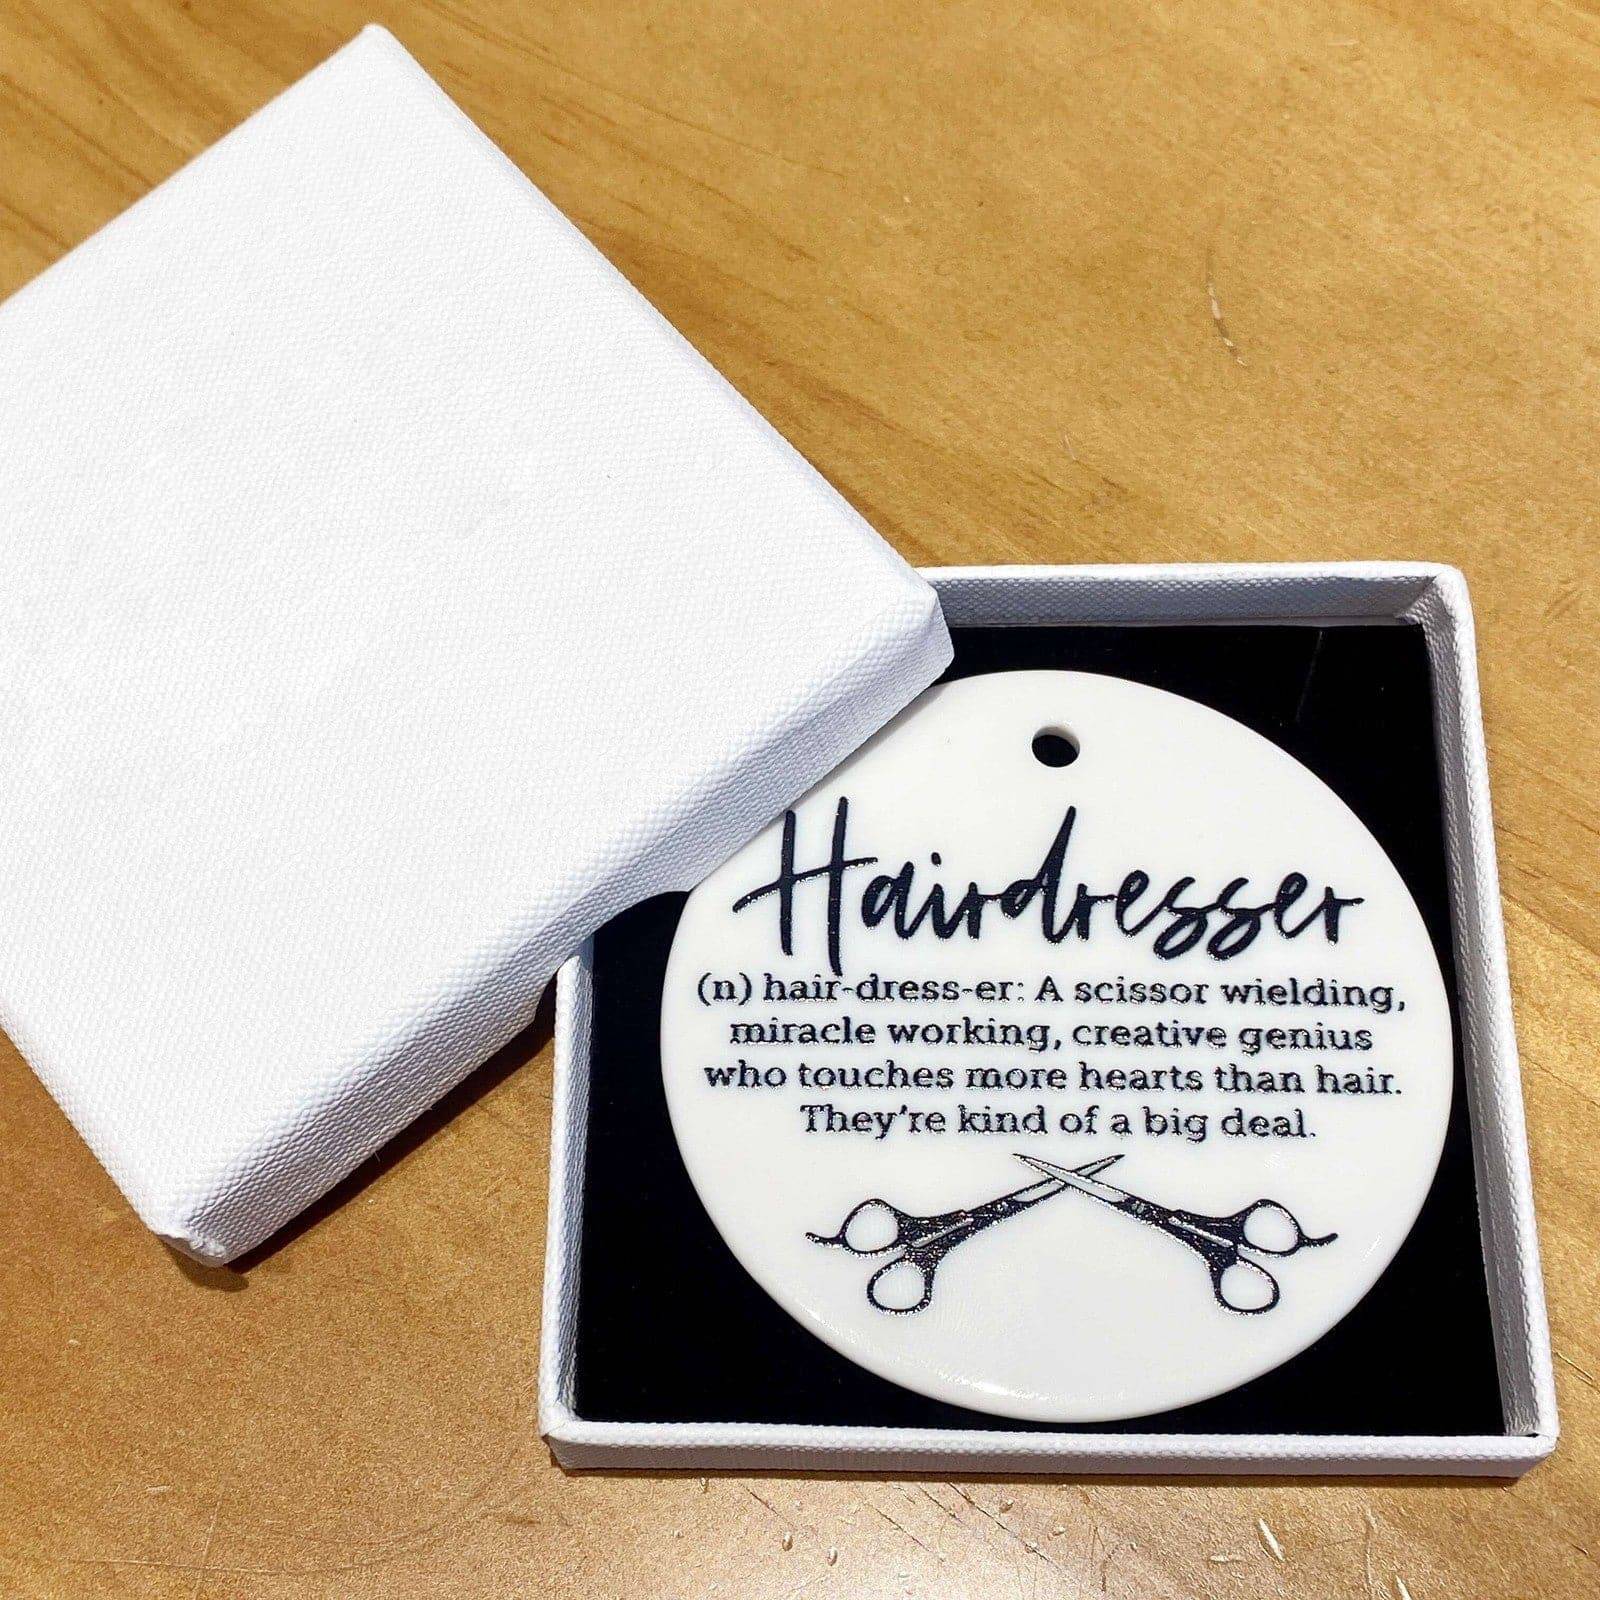 Hairdresser
(n) hair-dress-er: A scissor wielding,
miracle working, creative genius
who touches more hearts than hair.
They're kind of a big deal.